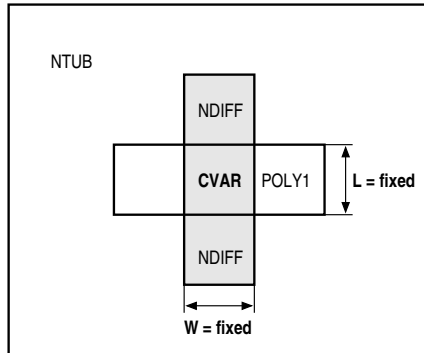 NTUB
NDIFF
CVAR POLY1 L = fixed
NDIFF
W = fixed